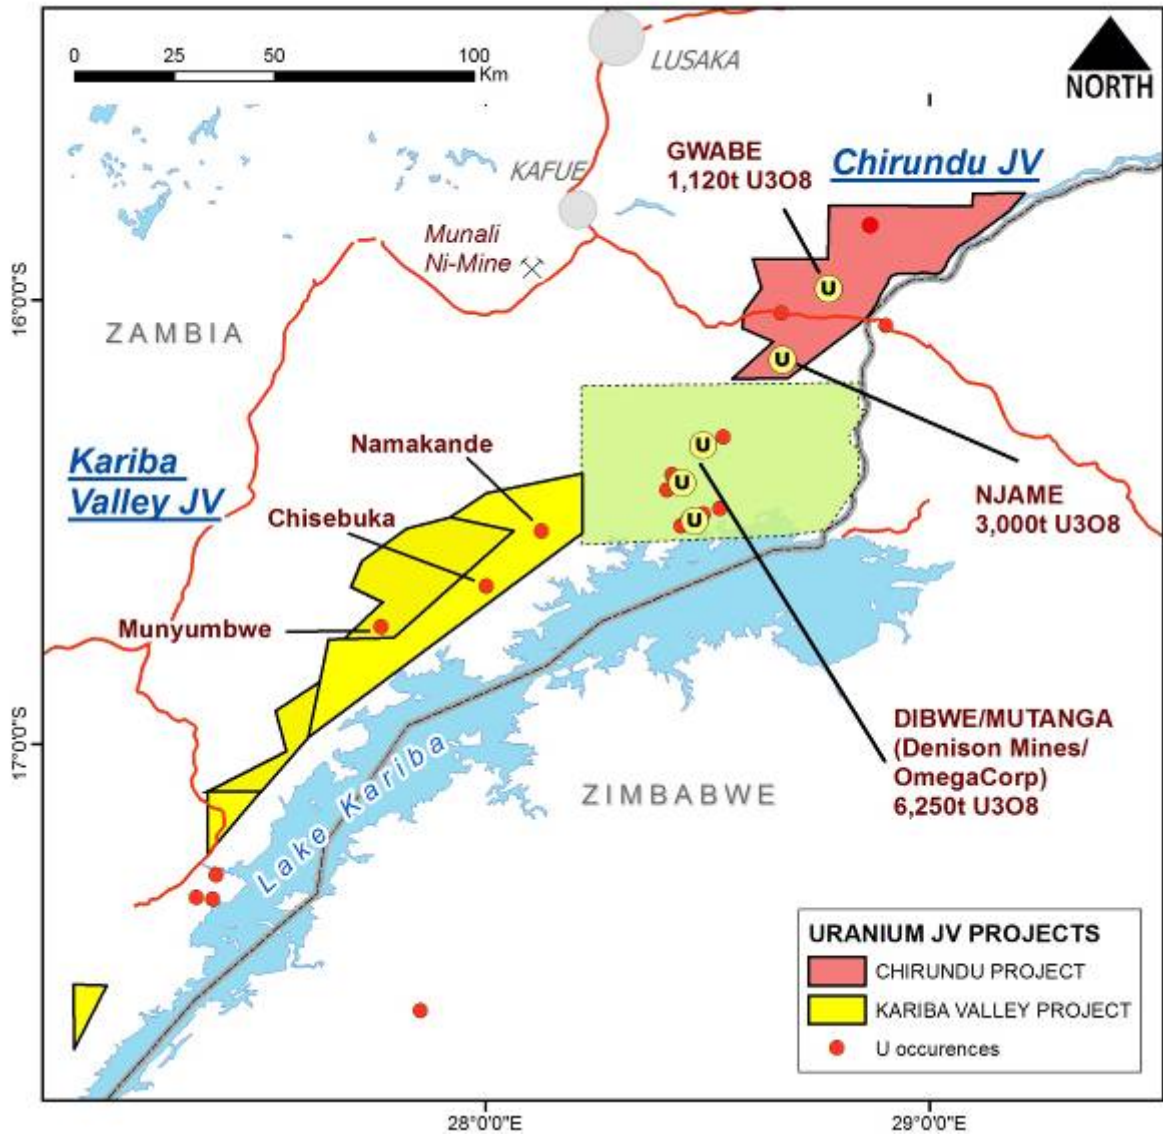 0 25 50 100
Km
LUSAKA
NORTH
KAFUE
GWABE
1,120t U3O8
Chirundu JV
Munali
Ni-Mine
16°0'0"S
ZAMBIA
U
U
Kariba
Valley JV
Namakande
U
U
U
NJAME
3,000t U3O8
Chisebuka
Munyumbwe
17°0'0"S
DIBWE/MUTANGA
(Denison Mines/
OmegaCorp)
6,250t U3O8
ZIMBABWE
Lake Kariba
URANIUM JV PROJECTS
CHIRUNDU PROJECT
KARIBA VALLEY PROJECT
U occurences
28°0'0"E
29°0'0"E